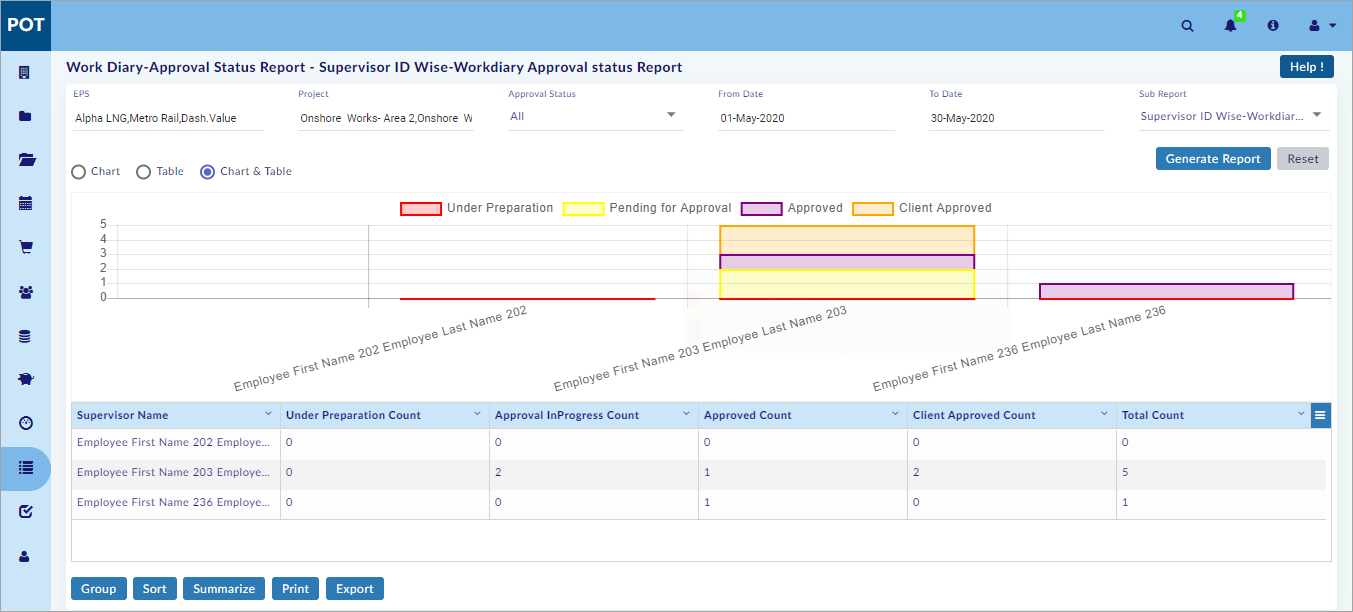 POT
4
Work Diary-Approval Status Report - Supervisor ID Wise-Workdiary Approval status Report
Help !
EPS
Project
Approval Status
From Date
To Date
Sub Report
Alpha LNG,Metro Rail,Dash.Value
Onshore Works- Area 2,Onshore W
All
01-May-2020
30-May-2020
Supervisor ID Wise-Workdiar...
Generate Report
Reset
Chart
Table
Chart & Table
Under Preparation
Pending for Approval
Approved
Client Approved
5
4
3
2
1
0
Employee First Name 202 Employee Last Name 202
Employee First Name 203 Employee Last Name 203
Employee First Name 236 Employee Last Name 236
Supervisor Name
Under Preparation Count
Approval InProgress Count
Approved Count
Client Approved Count
Total Count
Employee First Name 202 Employe... 0 0 0 0 0
Employee First Name 203 Employe... 0 2 1 2 5
Employee First Name 236 Employe... 0 0 1 0 1
Group
Sort
Summarize
Print
Export